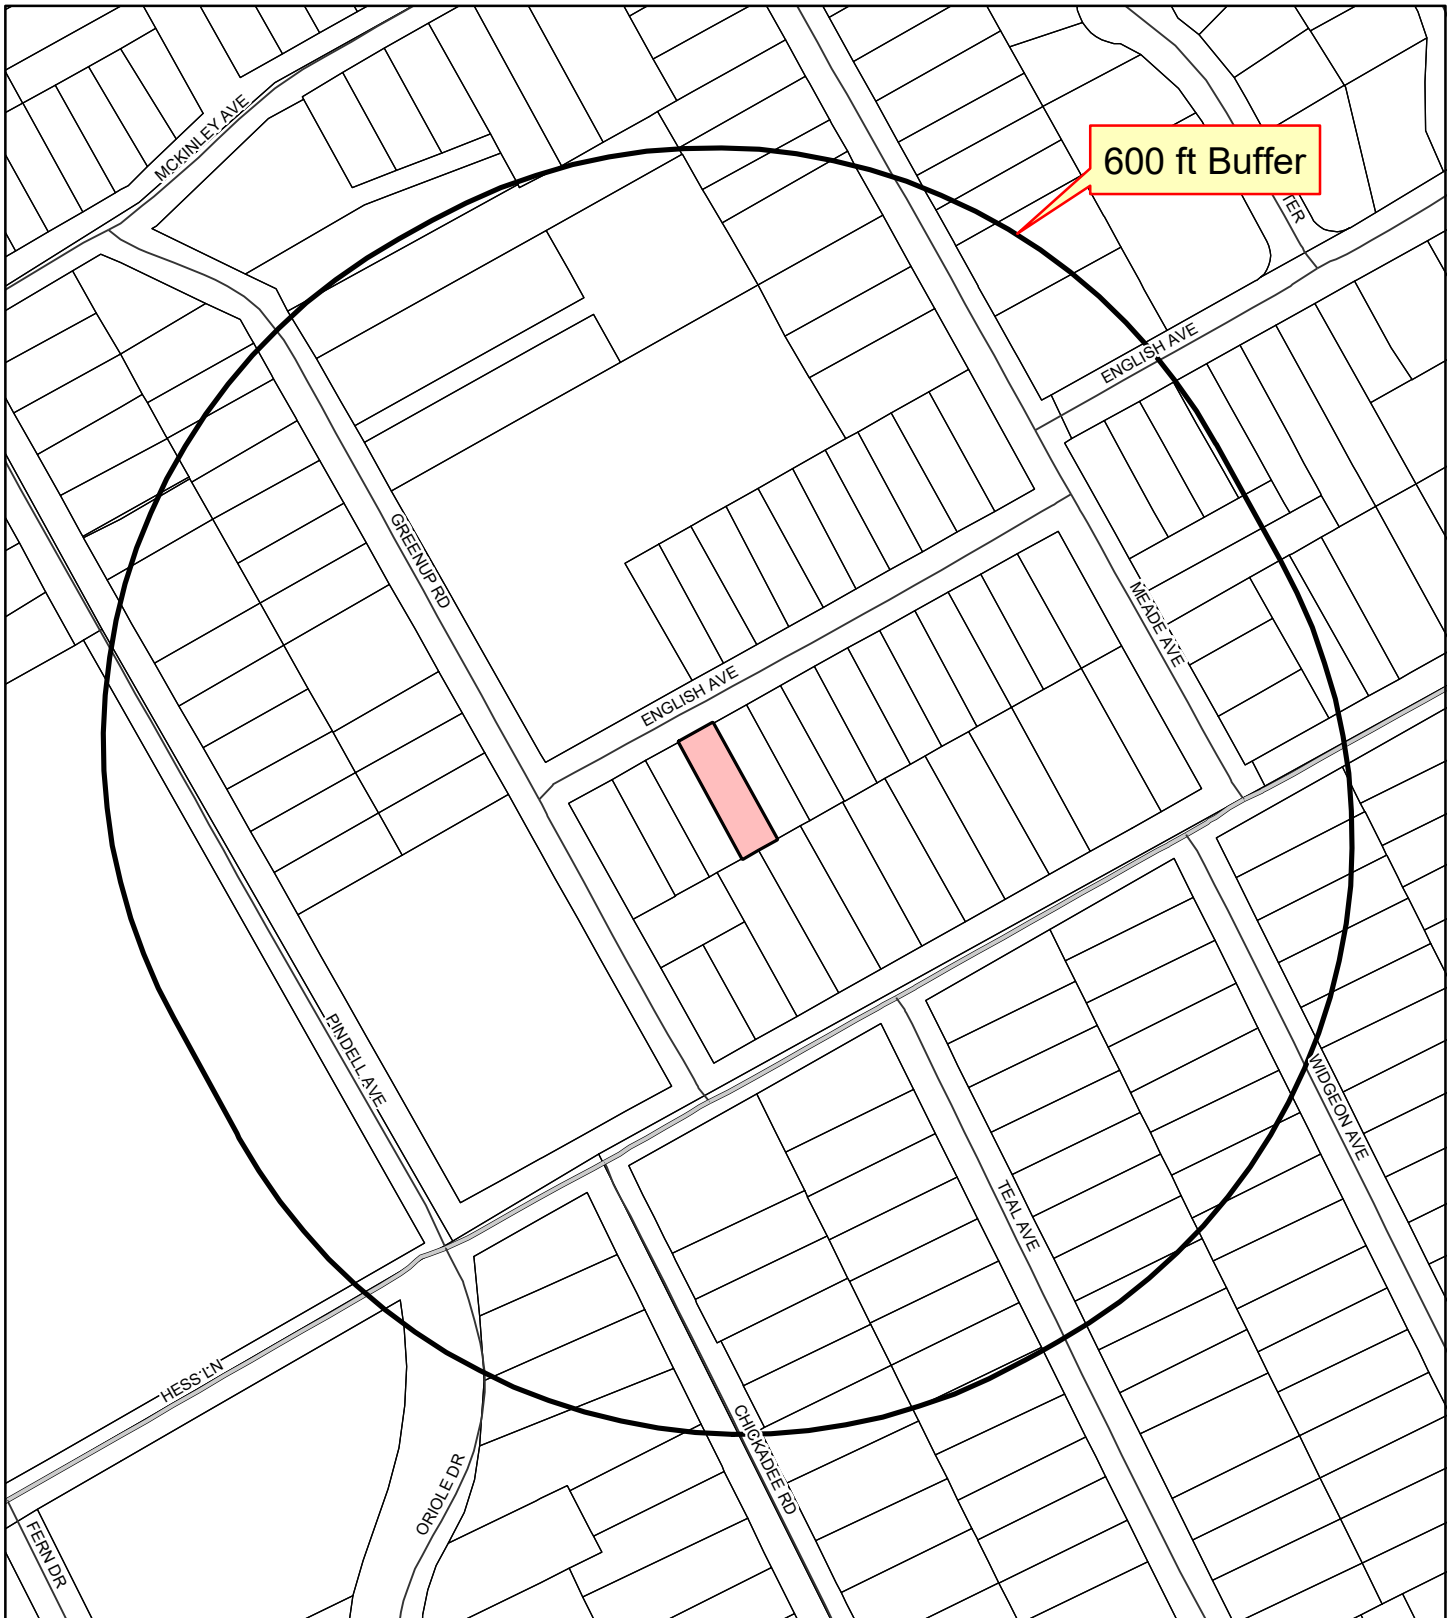 MCKINLEY AVE
600 ft Buffer
TER
ENGLISH AVE
GREENUP RD
MEADE AVE
ENGLISH AVE
PINDELL AVE
WIDGEON AVE
TEAL AVE
HESS LN
CHICKADEE RD
ORIOLE DR
FERN DR